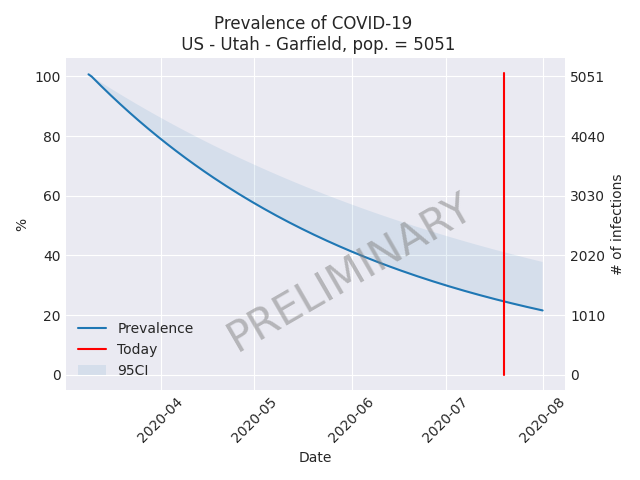 Prevalence of COVID-19
US - Utah - Garfield, pop. = 5051
100
80
60
40
20
0
%
5051
4040
3030
2020
1010
0
# of infections
PRELIMINARY
Prevalence
Today
95CI
2020-04
2020-05
2020-06
2020-07
2020-08
Date